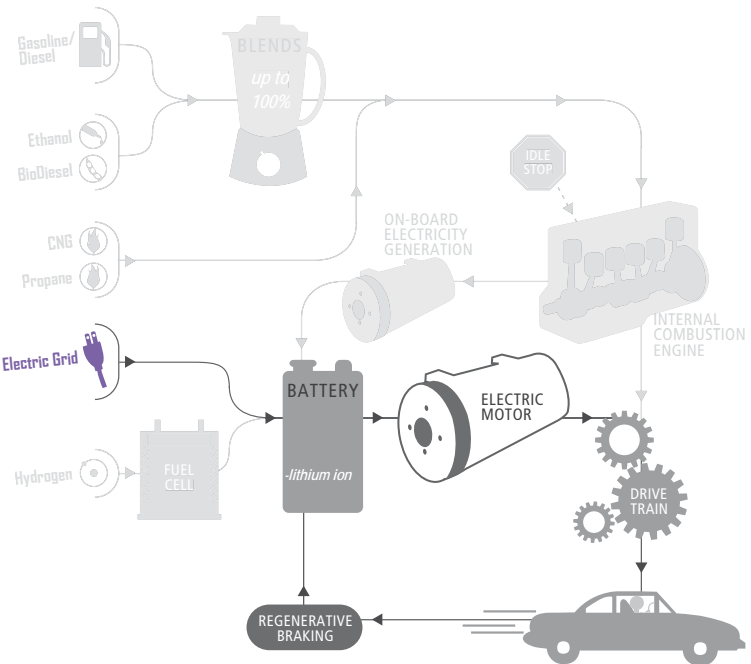 Gasoline/
Diesel
BLENDS
up to
100%
Ethanol
BioDiesel
IDLE
STOP
CNG
Propane
ON-BOARD
ELECTRICITY
GENERATION
INTERNAL
COMBUSTION
ENGINE
Electric Grid
BATTERY
-lithium ion
ELECTRIC
MOTOR
Hydrogen
FUEL
CELL
DRIVE
TRAIN
REGENERATIVE
BRAKING